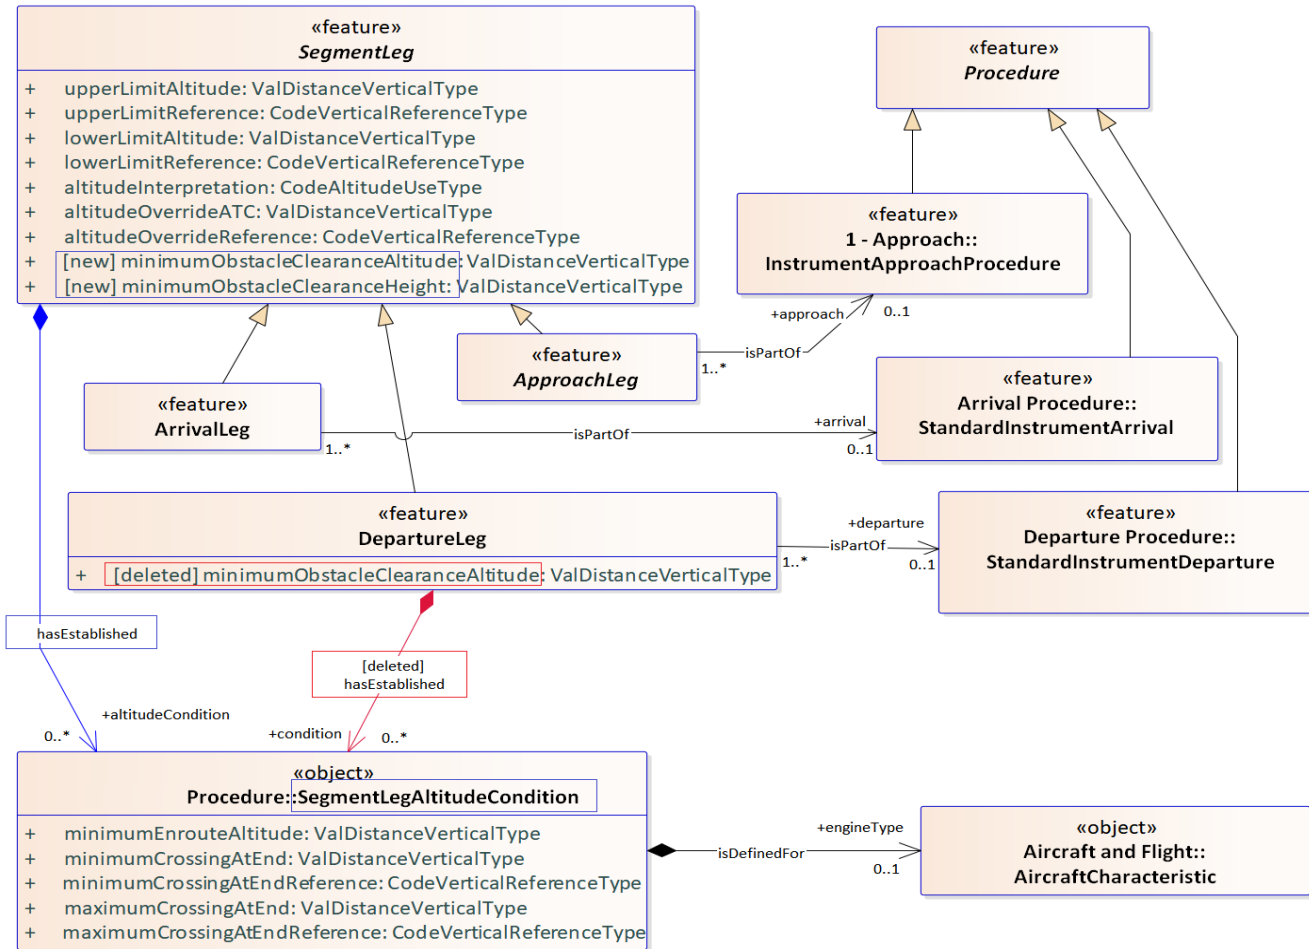 «feature»
SegmentLeg
+ upperLimitAltitude: ValDistanceVerticalType
+ upperLimitReference: CodeVerticalReferenceType
+ lowerLimitAltitude: ValDistanceVerticalType
+ lowerLimitReference: CodeVerticalReferenceType
+ altitudeInterpretation: CodeAltitudeUseType
+ altitudeOverrideATC: ValDistanceVerticalType
+ altitudeOverrideReference: CodeVerticalReferenceType
+ [new] minimumObstacleClearanceAltitude: ValDistanceVerticalType
+ [new] minimumObstacleClearanceHeight: ValDistanceVerticalType
«feature»
Procedure
«feature»
1 - Approach::
InstrumentApproachProcedure
+approach
0..1
isPartOf
1..*
«feature»
ApproachLeg
«feature»
ArrivalLeg
1..*
isPartOf
+arrival
0..1
«feature»
Arrival Procedure::
StandardInstrumentArrival
«feature»
DepartureLeg
+ [deleted] minimumObstacleClearanceAltitude: ValDistanceVerticalType
+departure
isPartOf
1..*
0..1
«feature»
Departure Procedure::
StandardInstrumentDeparture
hasEstablished
[deleted]
hasEstablished
+altitudeCondition
0..*
+condition
0..*
«object»
Procedure::SegmentLegAltitudeCondition
+ minimumEnrouteAltitude: ValDistanceVerticalType
+ minimumCrossingAtEnd: ValDistanceVerticalType
+ minimumCrossingAtEndReference: CodeVerticalReferenceType
+ maximumCrossingAtEnd: ValDistanceVerticalType
+ maximumCrossingAtEndReference: CodeVerticalReferenceType
+engineType
isDefinedFor
0..1
«object»
Aircraft and Flight::
AircraftCharacteristic